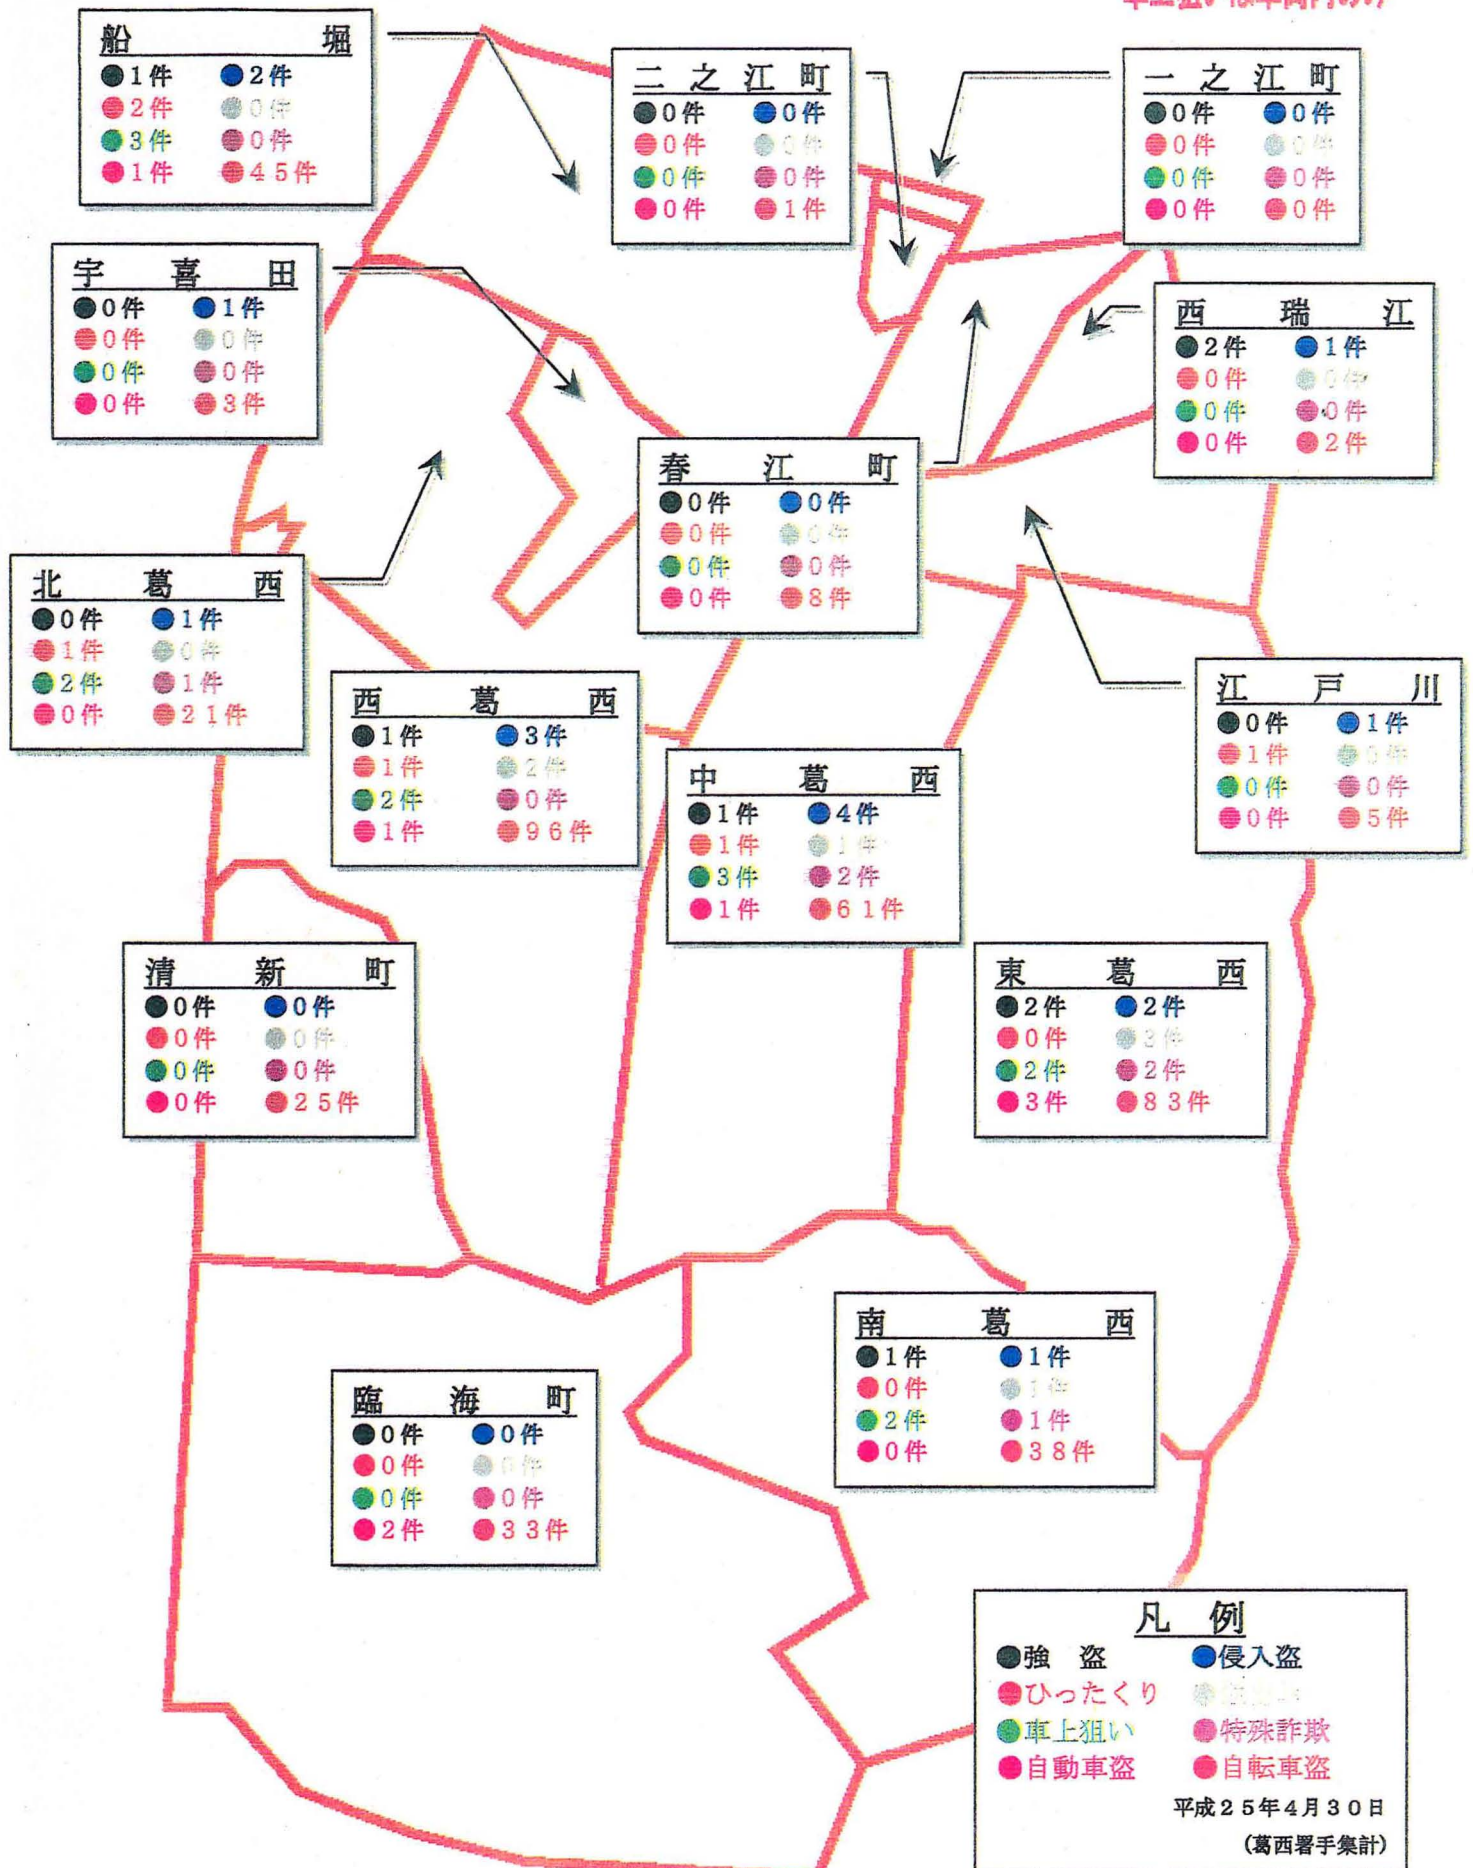 船堀
●1件 ●2件
●2件 ●0件
●3件 ●0件
●1件 ●45件
二之江町
●0件 ●0件
●0件 ●0件
●0件 ●0件
●0件 ●1件
一之江町
●0件 ●0件
●0件 ●0件
●0件 ●0件
●0件 ●0件
宇喜田
●0件 ●1件
●0件 ●0件
●0件 ●0件
●0件 ●3件
西瑞江
●2件 ●1件
●0件 ●0件
●0件 ●0件
●0件 ●2件
春江町
●0件 ●0件
●0件 ●0件
●0件 ●0件
●0件 ●8件
北葛西
●0件 ●1件
●1件 ●0件
●2件 ●1件
●0件 ●21件
西葛西
●1件 ●3件
●1件 ●2件
●2件 ●0件
●1件 ●96件
江戸川
●0件 ●1件
●1件 ●0件
●0件 ●0件
●0件 ●5件
中葛西
●1件 ●4件
●1件 ●1件
●3件 ●2件
●1件 ●61件
清新町
●0件 ●0件
●0件 ●0件
●0件 ●0件
●0件 ●25件
東葛西
●2件 ●2件
●0件 ●3件
●2件 ●2件
●3件 ●83件
南葛西
●1件 ●1件
●0件 ●1件
●2件 ●1件
●0件 ●38件
臨海町
●0件 ●0件
●0件 ●0件
●0件 ●0件
●2件 ●33件
凡例
●強盗 ●侵入盗
●ひったくり ●
●車上狙い ●特殊詐欺
●自動車盗 ●自転車盗
平成25年4月30日
(葛西署手集計)